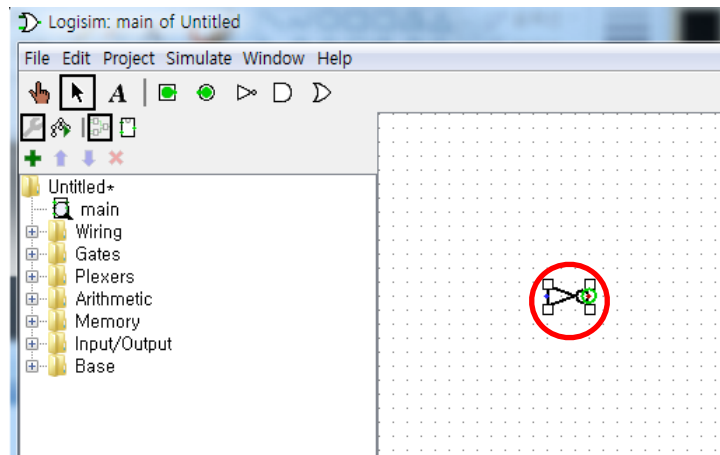 Logisim: main of Untitled
File Edit Project Simulate Window Help
A
Untitled*
main
Wiring
Gates
Plexers
Arithmetic
Memory
Input/Output
Base